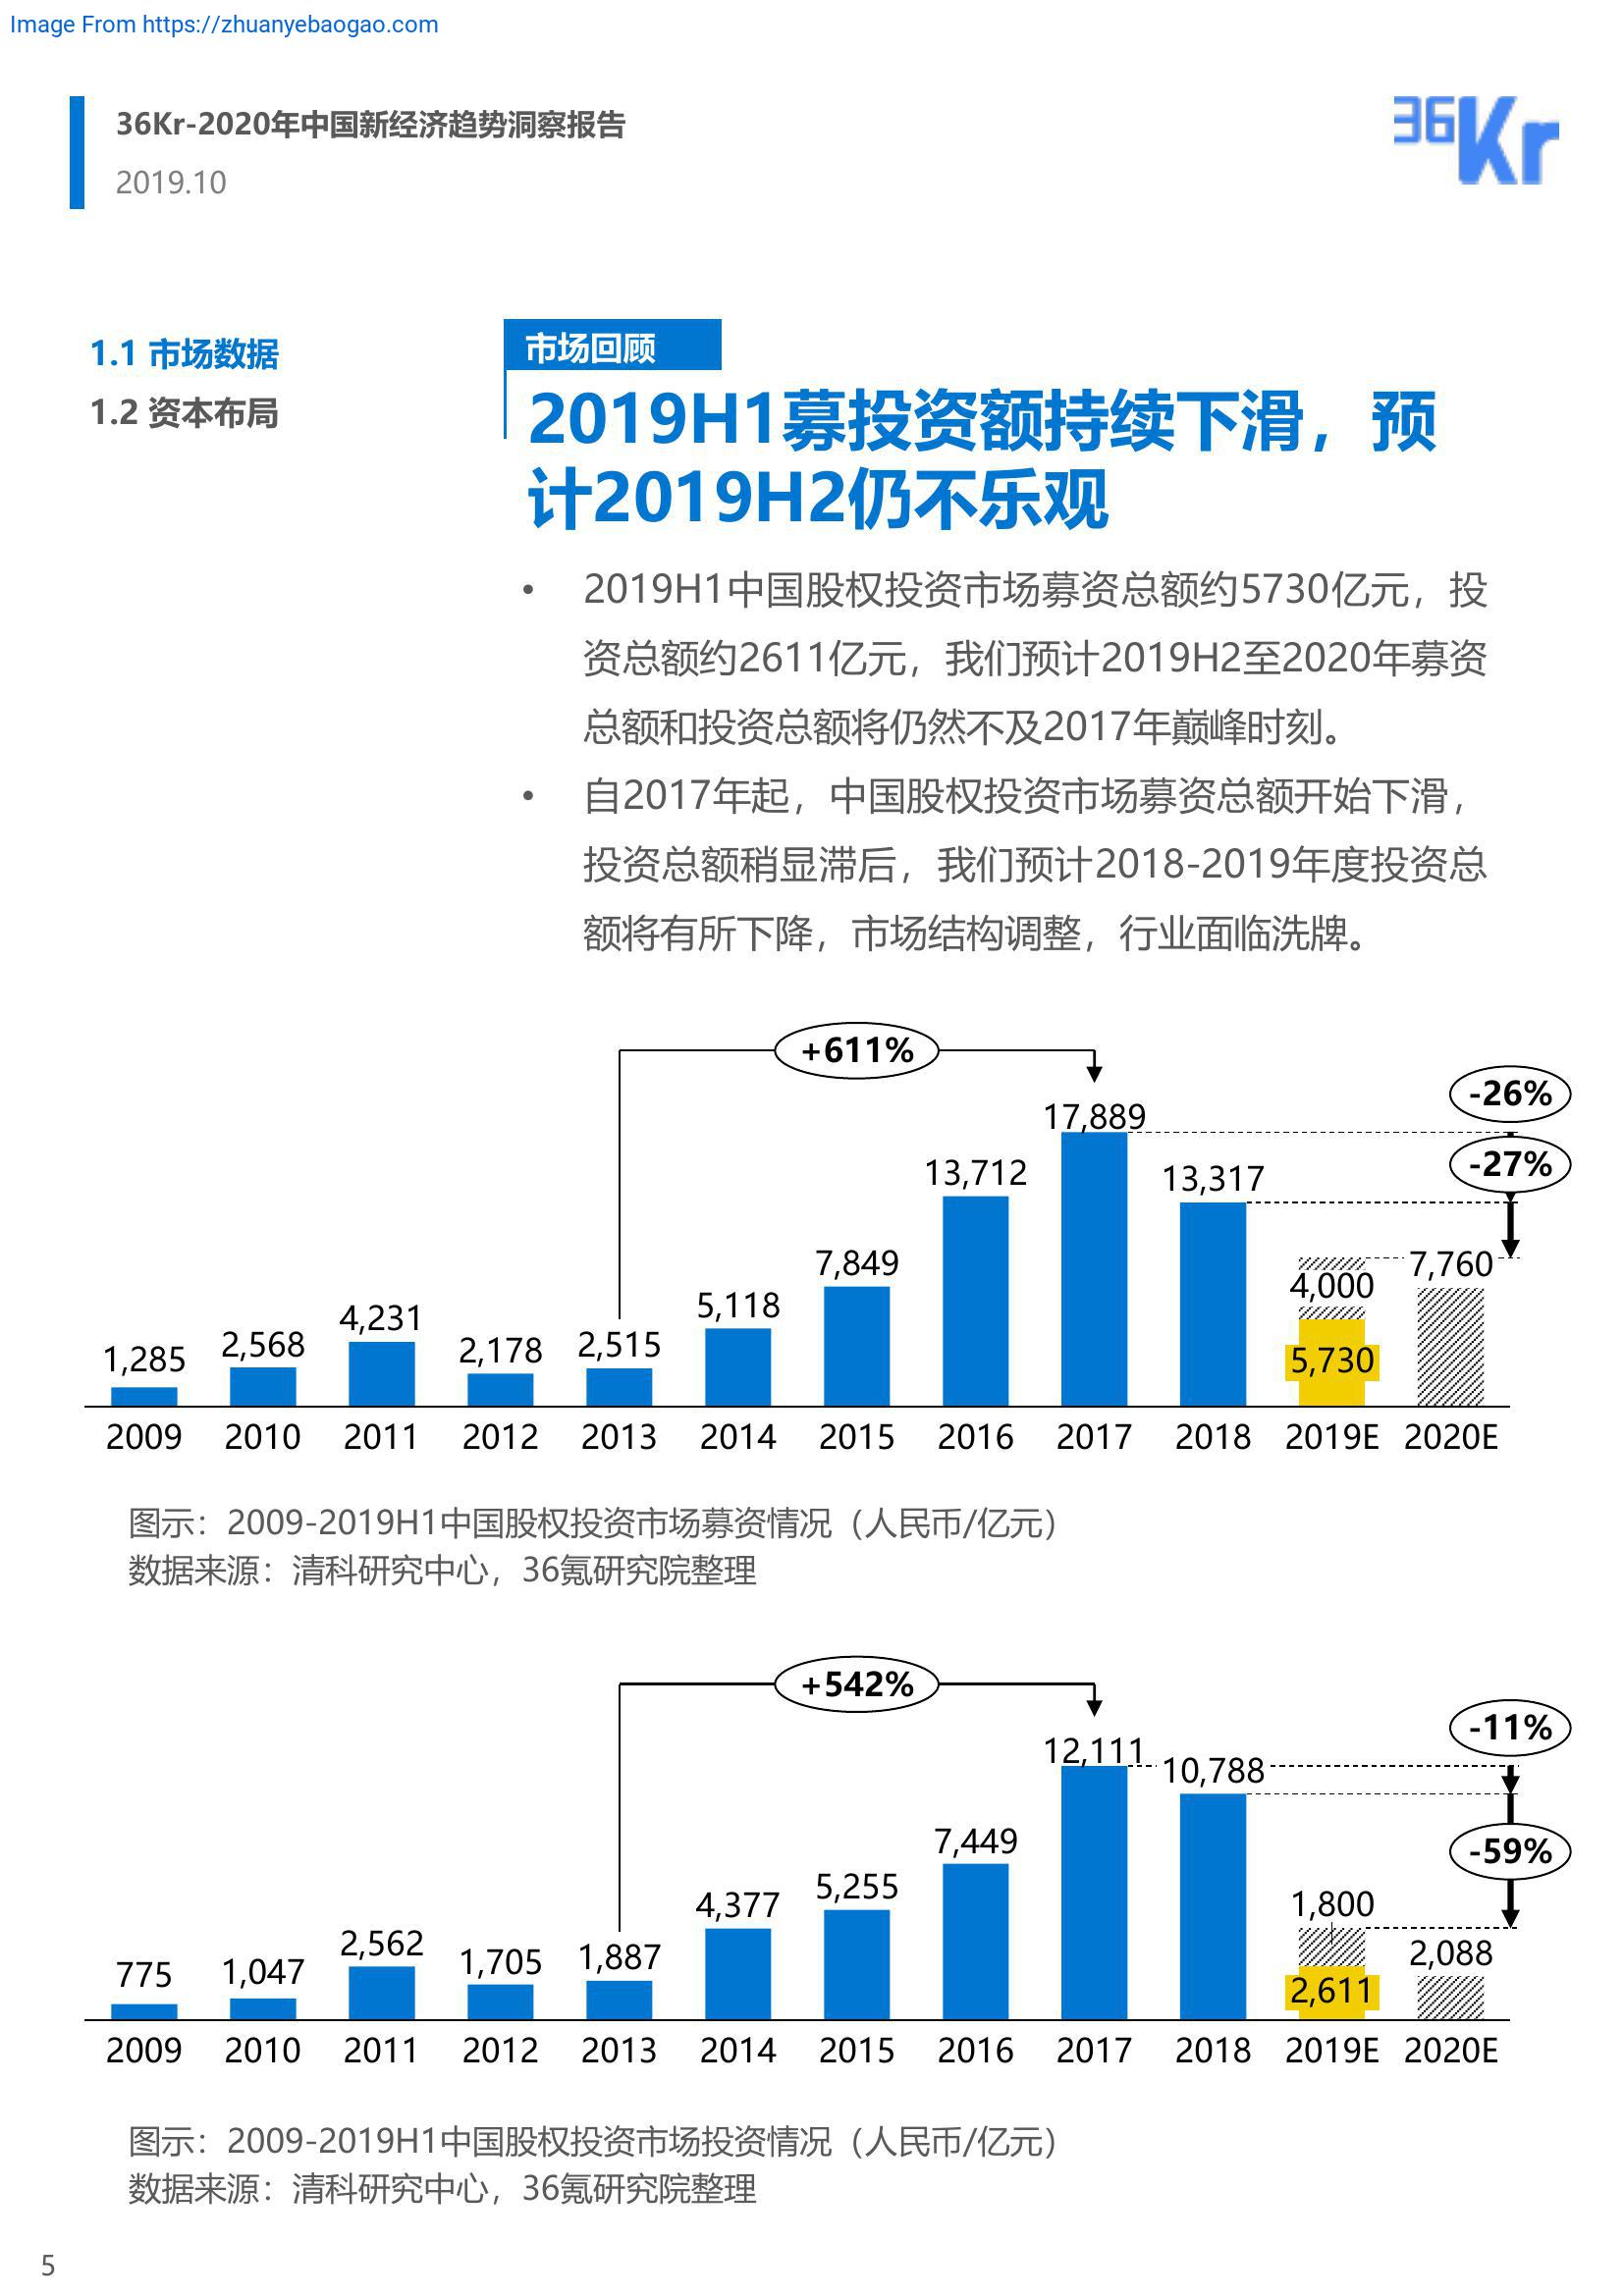 Image From https://zhuanyebaogao.com
36Kr-2020年中国新经济趋势洞察报告
2019.10
36Kr
1.1 市场数据
1.2 资本布局
市场回顾
2019H1募投资额持续下滑，预
计2019H2仍不乐观
• 2019H1中国股权投资市场募资总额约5730亿元，投
资总额约2611亿元，我们预计2019H2至2020年募资
总额和投资总额将仍然不及2017年巅峰时刻。
• 自2017年起，中国股权投资市场募资总额开始下滑，
投资总额稍显滞后，我们预计2018-2019年度投资总
额将有所下降，市场结构调整，行业面临洗牌。
+611%
-26%
-27%
1,285 2,568 4,231 2,178 2,515 5,118 7,849 13,712 17,889 13,317 4,000 7,760
5,730
2009 2010 2011 2012 2013 2014 2015 2016 2017 2018 2019E 2020E
图示：2009-2019H1中国股权投资市场募资情况（人民币/亿元）
数据来源：清科研究中心，36氪研究院整理
+542%
-11%
-59%
775 1,047 2,562 1,705 1,887 4,377 5,255 7,449 12,111 10,788 1,800 2,088
2,611
2009 2010 2011 2012 2013 2014 2015 2016 2017 2018 2019E 2020E
图示：2009-2019H1中国股权投资市场投资情况（人民币/亿元）
数据来源：清科研究中心，36氪研究院整理
5